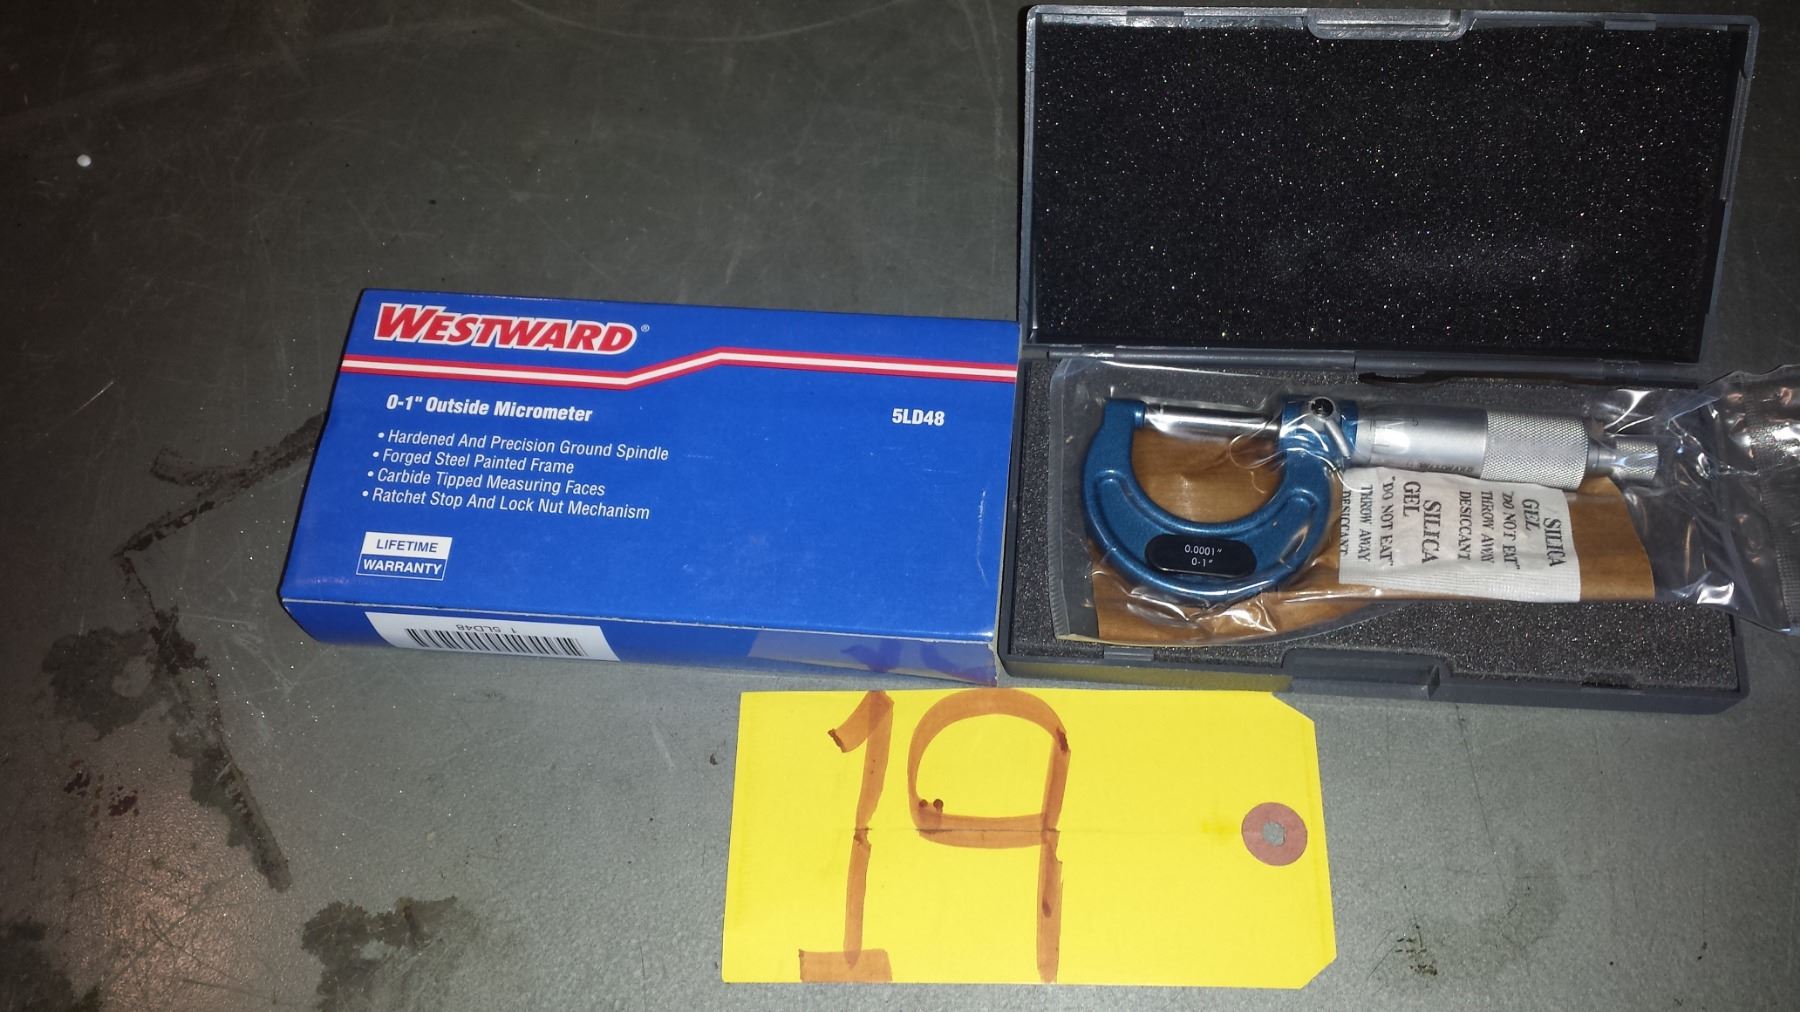 WESTWARD®
0-1" Outside Micrometer
5LD48
• Hardened And Precision Ground Spindle
• Forged Steel Painted Frame
• Carbide Tipped Measuring Faces
• Ratchet Stop And Lock Nut Mechanism
LIFETIME
WARRANTY
1 5LD48
0.0001"
0-1"
WESTWARD
SILICA
GEL
"DO NOT EAT"
THROW AWAY
DESICCANT
SILICA
GEL
"DO NOT EAT"
THROW AWAY
DESICCANT
19